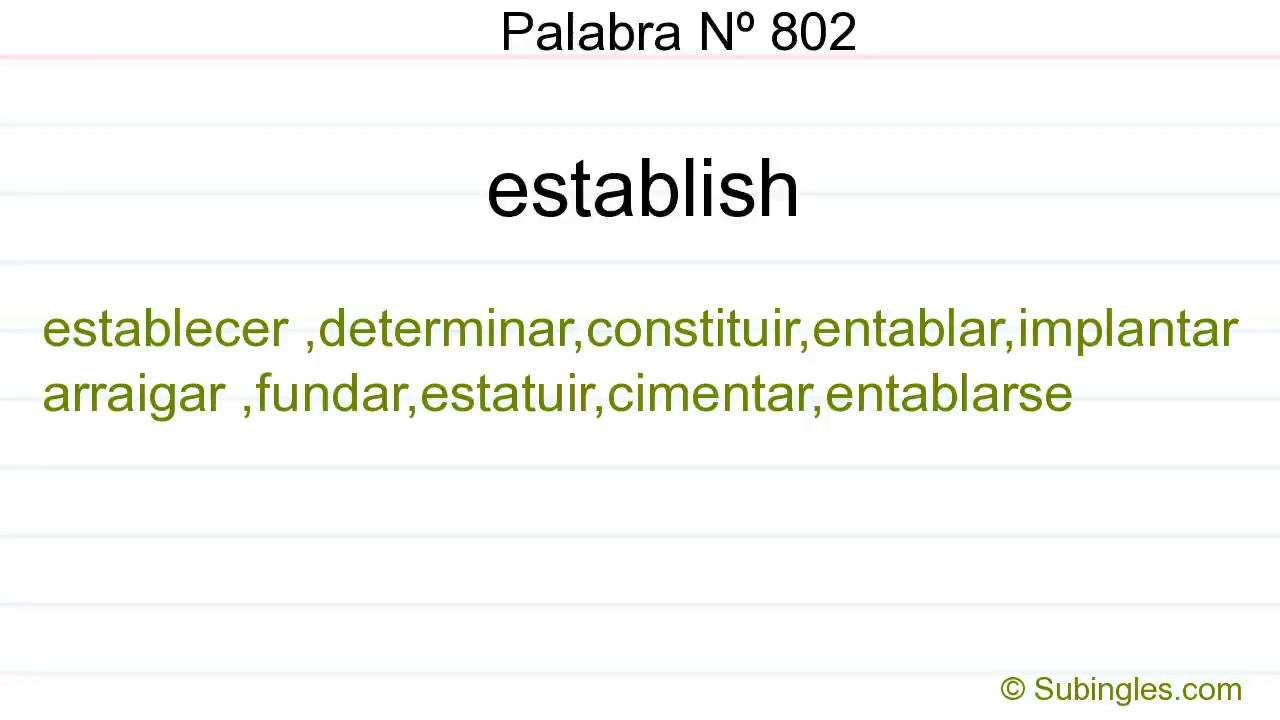 Palabra Nº 802
establish
establecer ,determinar,constituir,entablar,implantar
arraigar ,fundar,estatuir,cimentar,entablarse
© Subingles.com